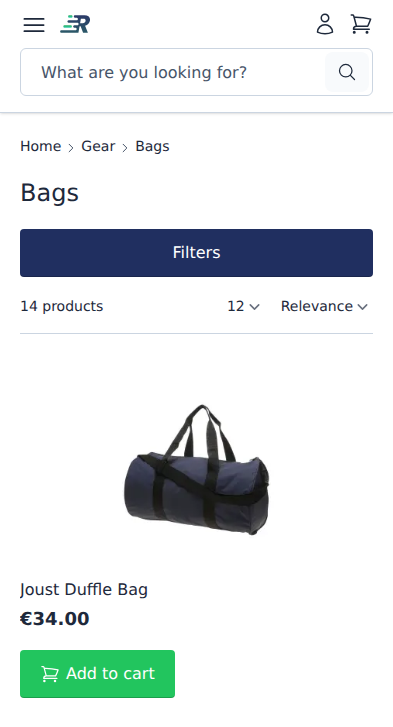 What are you looking for?
Home > Gear > Bags
Bags
Filters
14 products 12 Relevance
Joust Duffle Bag
€34.00
Add to cart